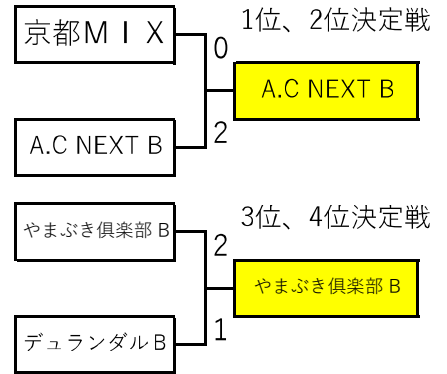 京都ＭＩＸ
0
1位、2位決定戦
A.C NEXT B
A.C NEXT B
2
やまぶき倶楽部 B
2
3位、4位決定戦
やまぶき倶楽部 B
デュランダル B
1